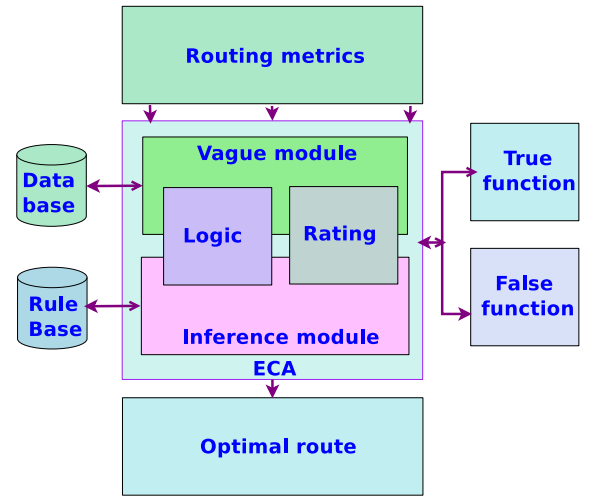 Routing metrics
Vague module
Data
base
Logic
Rating
True
function
Rule
Base
Inference module
False
function
ECA
Optimal route